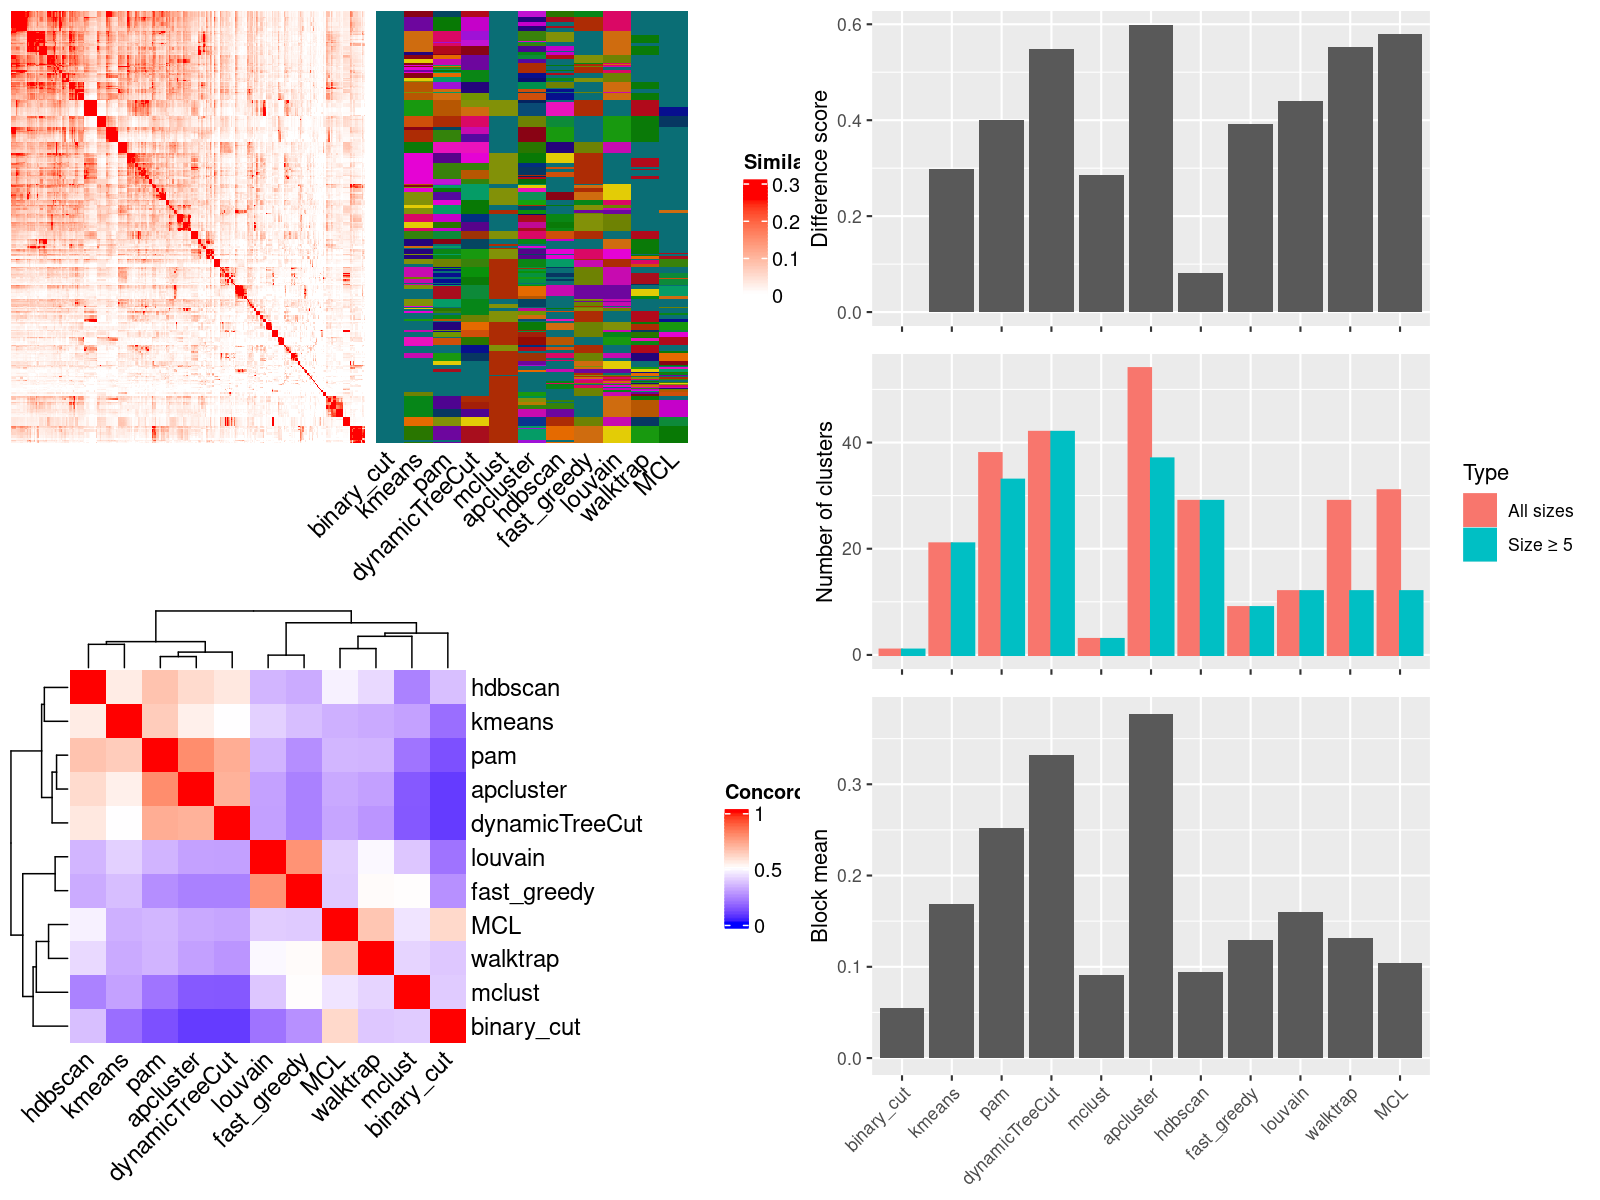 Simila
0.3
0.2
0.1
0
binary_cut
kmeans
pam
dynamicTreeCut
mclust
apcluster
hdbscan
fast_greedy
louvain
walktrap
MCL
hdbscan
kmeans
pam
apcluster
dynamicTreeCut
louvain
fast_greedy
MCL
walktrap
mclust
binary_cut
hdbscan
kmeans
pam
apcluster
dynamicTreeCut
louvain
fast_greedy
MCL
walktrap
mclust
binary_cut
Concord
1
0.5
0
Difference score
0.6
0.4
0.2
0.0
Number of clusters
40
20
0
Type
All sizes
Size ≥ 5
Block mean
0.3
0.2
0.1
0.0
binary_cut
kmeans
pam
dynamicTreeCut
mclust
apcluster
hdbscan
fast_greedy
louvain
walktrap
MCL